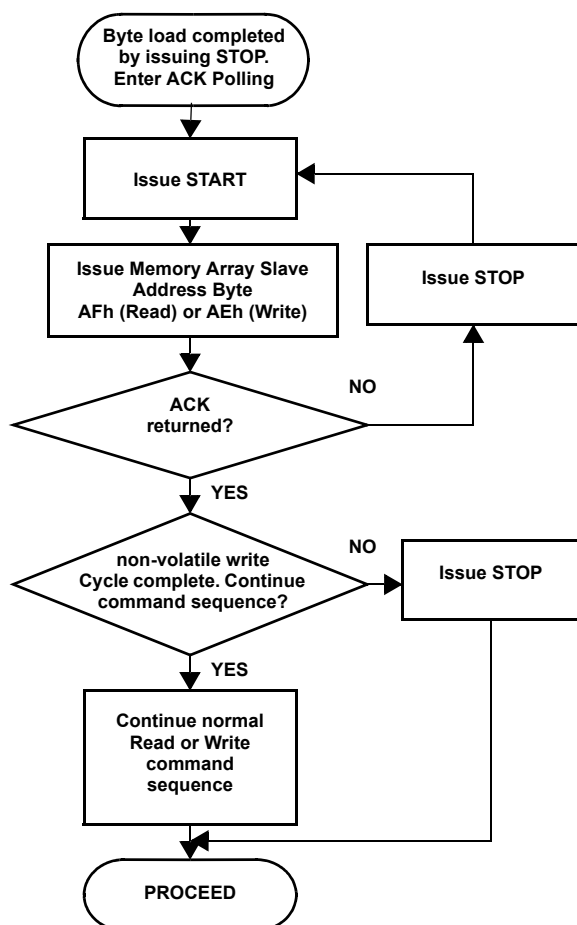 Byte load completed
by issuing STOP.
Enter ACK Polling
Issue START
Issue Memory Array Slave
Address Byte
AFh (Read) or AEh (Write)
Issue STOP
ACK
returned?
NO
YES
non-volatile write
Cycle complete. Continue
command sequence?
NO
Issue STOP
YES
Continue normal
Read or Write
command
sequence
PROCEED